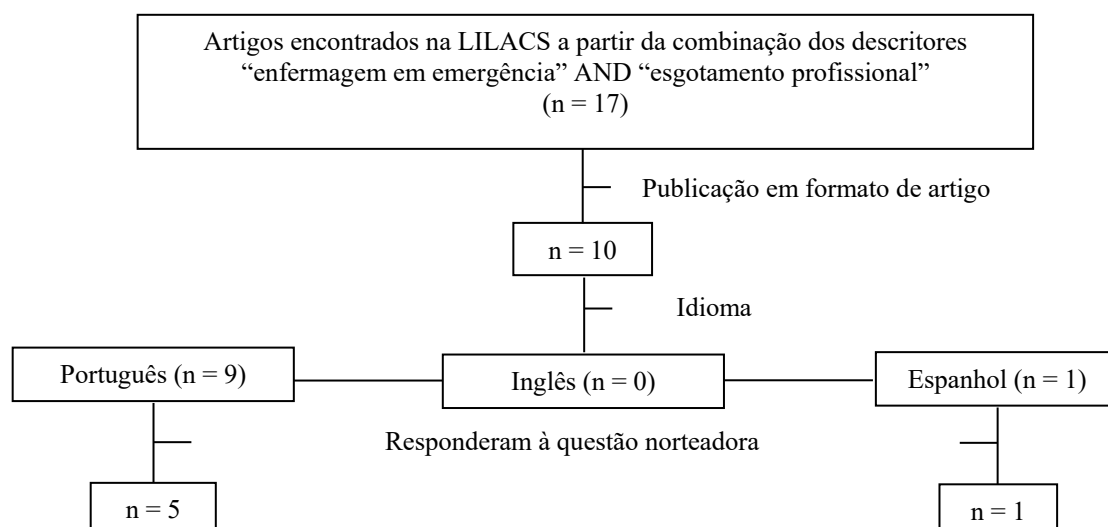 Artigos encontrados na LILACS a partir da combinação dos descritores
“enfermagem em emergência” AND “esgotamento profissional”
(n = 17)
Publicação em formato de artigo
n = 10
Idioma
Português (n = 9)
Inglês (n = 0)
Espanhol (n = 1)
Responderam à questão norteadora
n = 5
n = 1